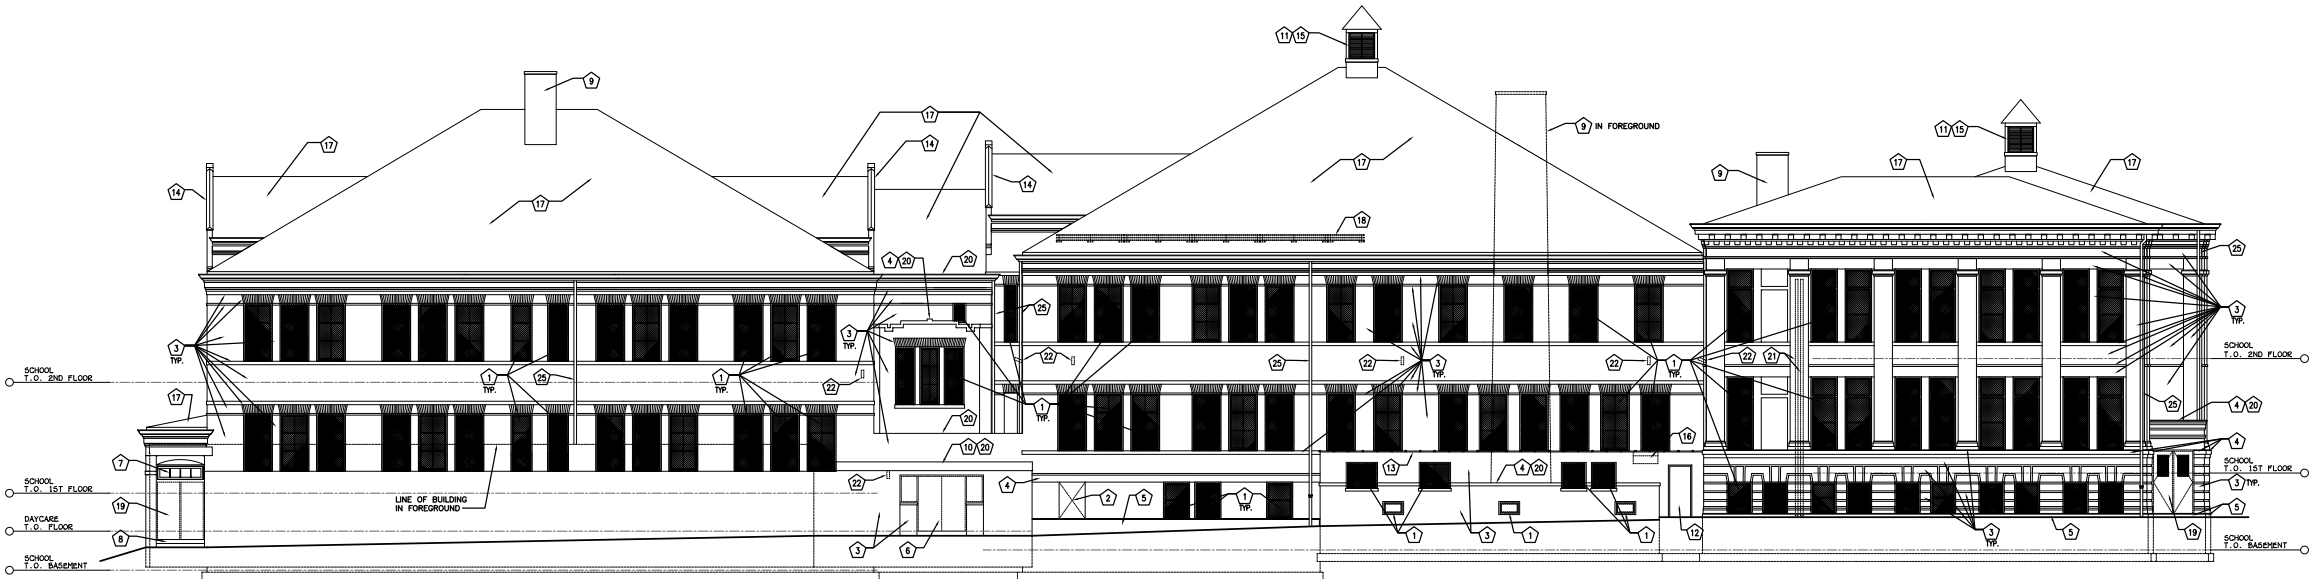 11 15
9
11 15
17
9 IN FOREGROUND
17
14
17
14
14
17
9
17
17
17
18
4 20
20
25
25
3
TYP.
3
TYP.
3
TYP.
22
22
22
22
21
SCHOOL
T.O. 2ND FLOOR
SCHOOL
T.O. 2ND FLOOR
1
TYP.
25
1
TYP.
22
25
3
TYP.
1
TYP.
17
1
TYP.
20
25
4 20
10 20
16
4
7
13
4 20
SCHOOL
T.O. 1ST FLOOR
SCHOOL
T.O. 1ST FLOOR
22
4
2
5
1
TYP.
3 TYP.
LINE OF BUILDING
IN FOREGROUND
19
5
DAYCARE
T.O. FLOOR
8
3
6
1
3
1
1
12
3
TYP.
5
19
SCHOOL
T.O. BASEMENT
SCHOOL
T.O. BASEMENT